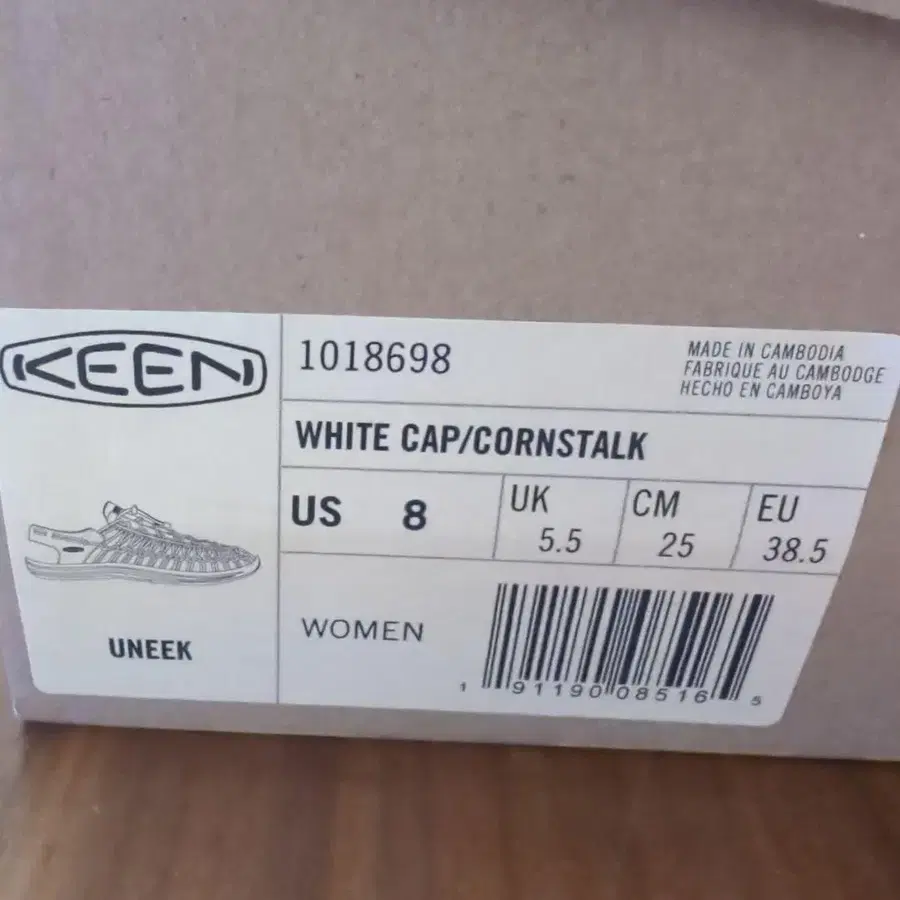 KEEN
1018698
MADE IN CAMBODIA
FABRIQUE AU CAMBODGE
HECHO EN CAMBOYA
WHITE CAP/CORNSTALK
US 8
UK 5.5
CM 25
EU 38.5
UNEEK
WOMEN
1 91190 08516 5